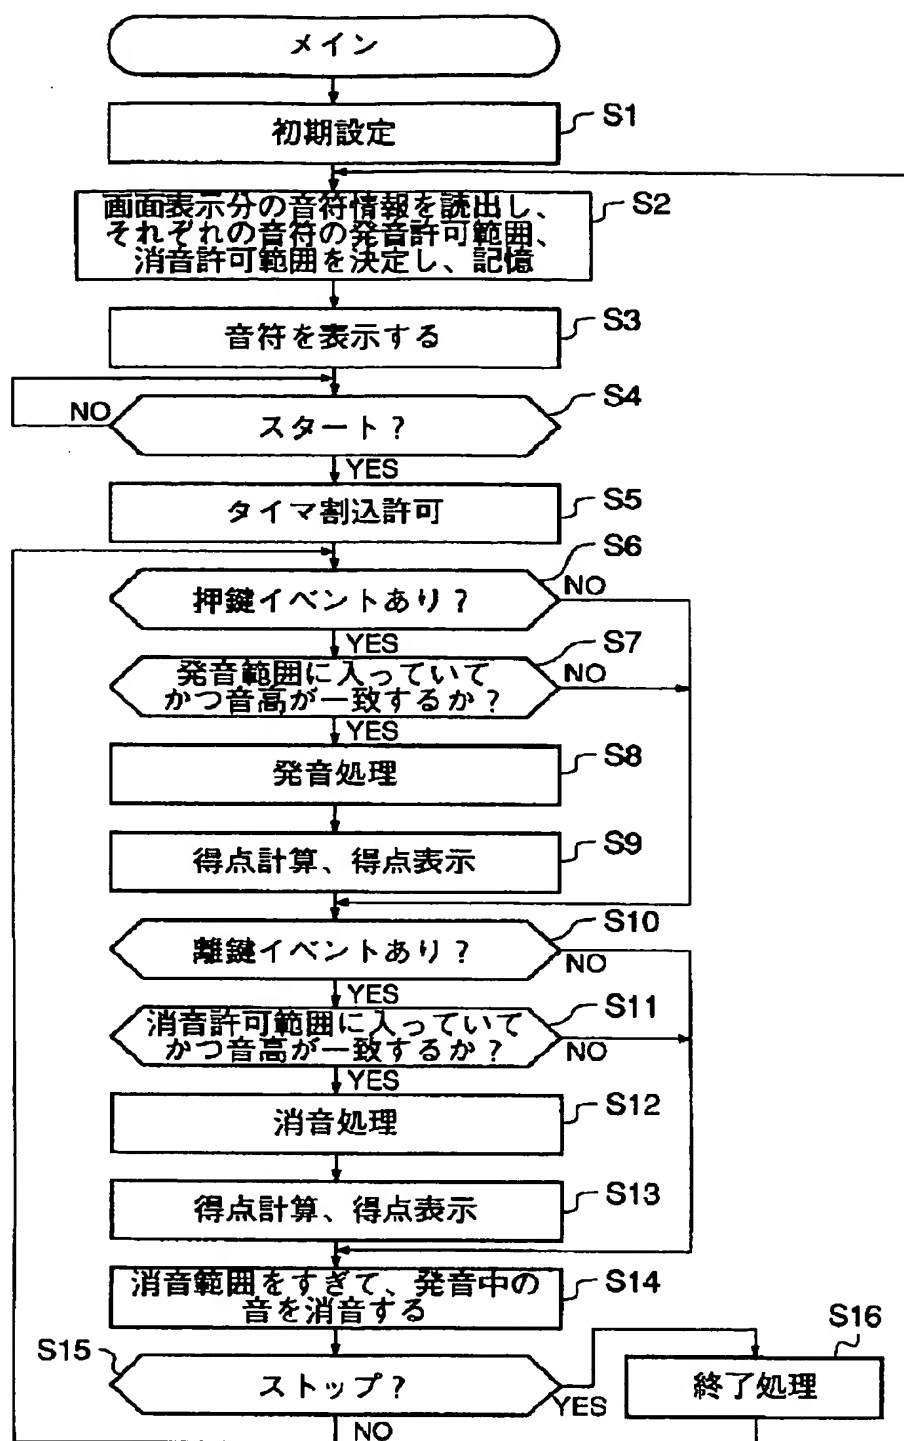 メイン
S1
初期設定
S2
画面表示分の音符情報を読出し、
それぞれの音符の発音許可範囲、
消音許可範囲を決定し、記憶
S3
音符を表示する
S4
NO
スタート？
YES
S5
タイマ割込許可
S6
押鍵イベントあり？
NO
YES
S7
発音範囲に入っていて
かつ音高が一致するか？
NO
YES
S8
発音処理
S9
得点計算、得点表示
S10
離鍵イベントあり？
NO
YES
S11
消音許可範囲に入っていて
かつ音高が一致するか？
NO
YES
S12
消音処理
S13
得点計算、得点表示
S14
消音範囲をすぎて、発音中の
音を消音する
S15
ストップ？
YES
NO
S16
終了処理